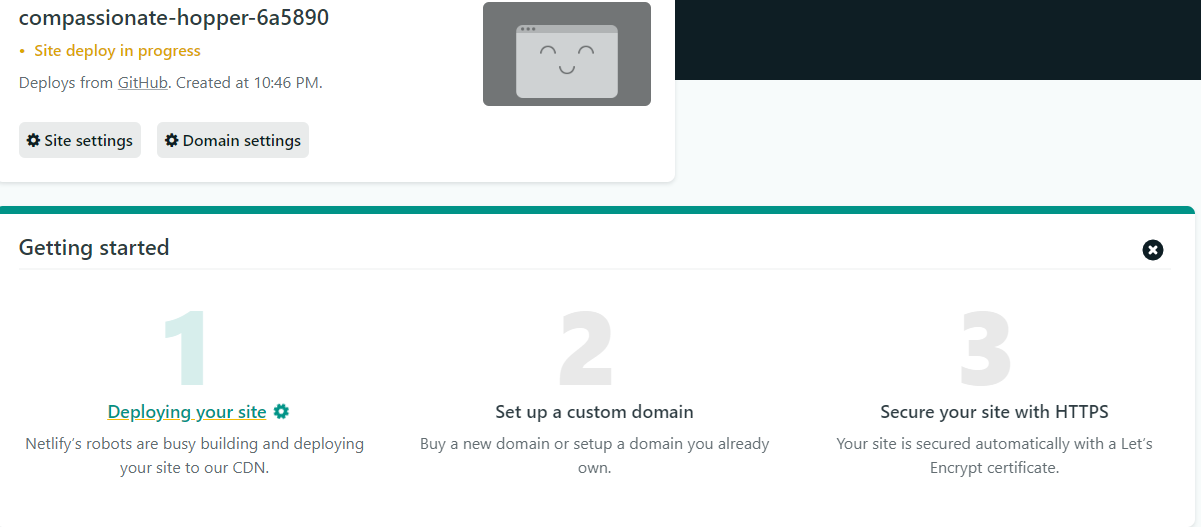 compassionate-hopper-6a5890
• Site deploy in progress
Deploys from GitHub. Created at 10:46 PM.
Site settings
Domain settings
Getting started
1
Deploying your site
Netlify’s robots are busy building and deploying
your site to our CDN.
2
Set up a custom domain
Buy a new domain or setup a domain you already
own.
3
Secure your site with HTTPS
Your site is secured automatically with a Let’s
Encrypt certificate.